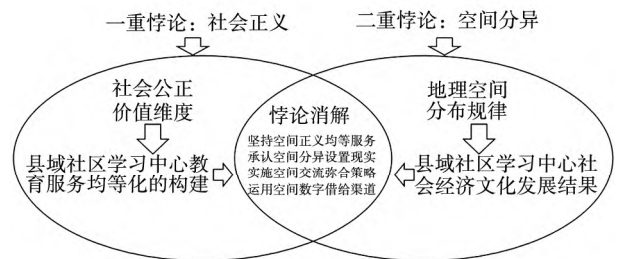 一重悖论：社会正义
二重悖论：空间分异
社会公正
价值维度
县域社区学习中心教
育服务均等化的构建
悖论消解
坚持空间正义均等服务
承认空间分异设置现实
实施空间交流弥合策略
运用空间数字借给渠道
地理空间
分布规律
县域社区学习中心社
会经济文化发展结果